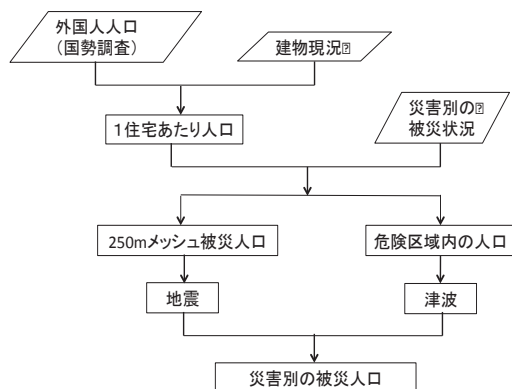 外国人人口
（国勢調査）
建物現況
1住宅あたり人口
災害別の
被災状況
250mメッシュ被災人口
危険区域内の人口
地震
津波
災害別の被災人口